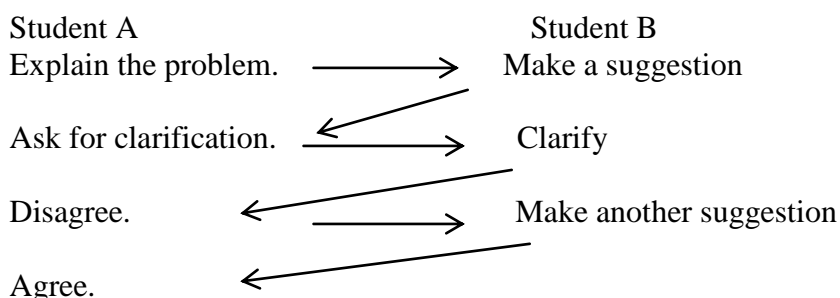 Student A Student B
Explain the problem. Make a suggestion
Ask for clarification. Clarify
Disagree. Make another suggestion
Agree.